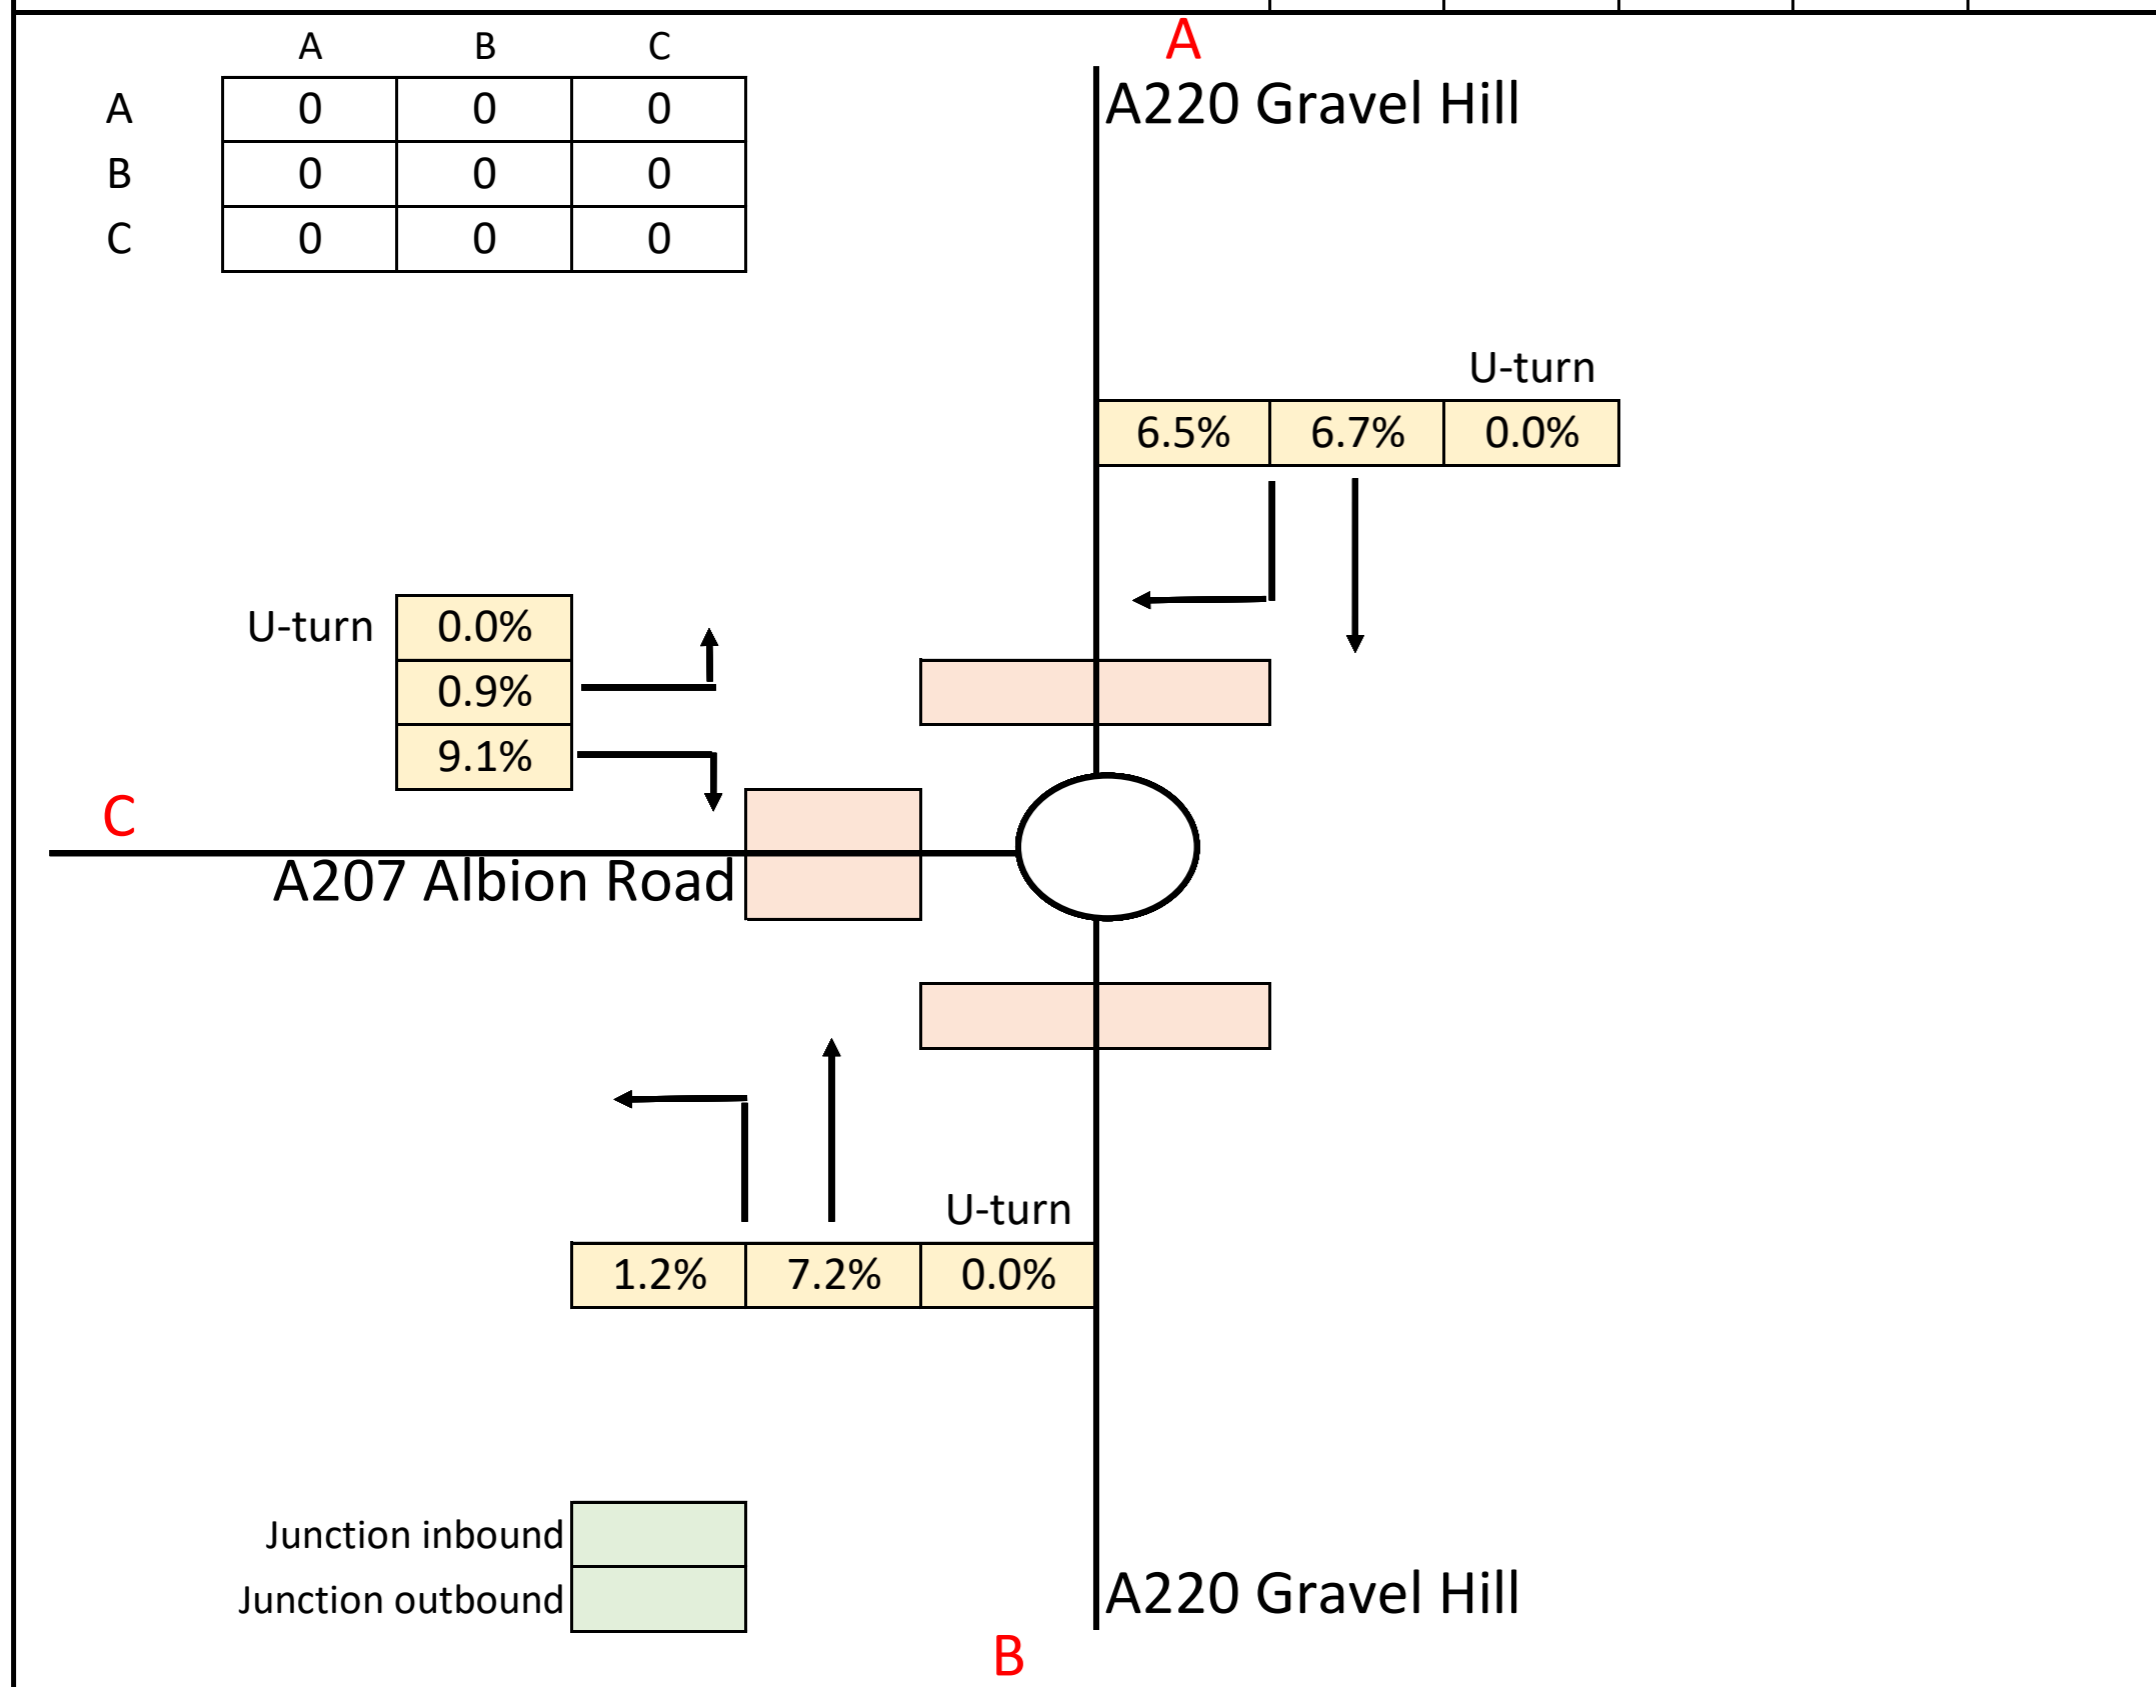 A B C
A
A 0 0 0
A220 Gravel Hill
B 0 0 0
C 0 0 0
U-turn
6.5% 6.7% 0.0%
U-turn 0.0%
0.9%
9.1%
C
A207 Albion Road
U-turn
1.2% 7.2% 0.0%
Junction inbound
Junction outbound
A220 Gravel Hill
B